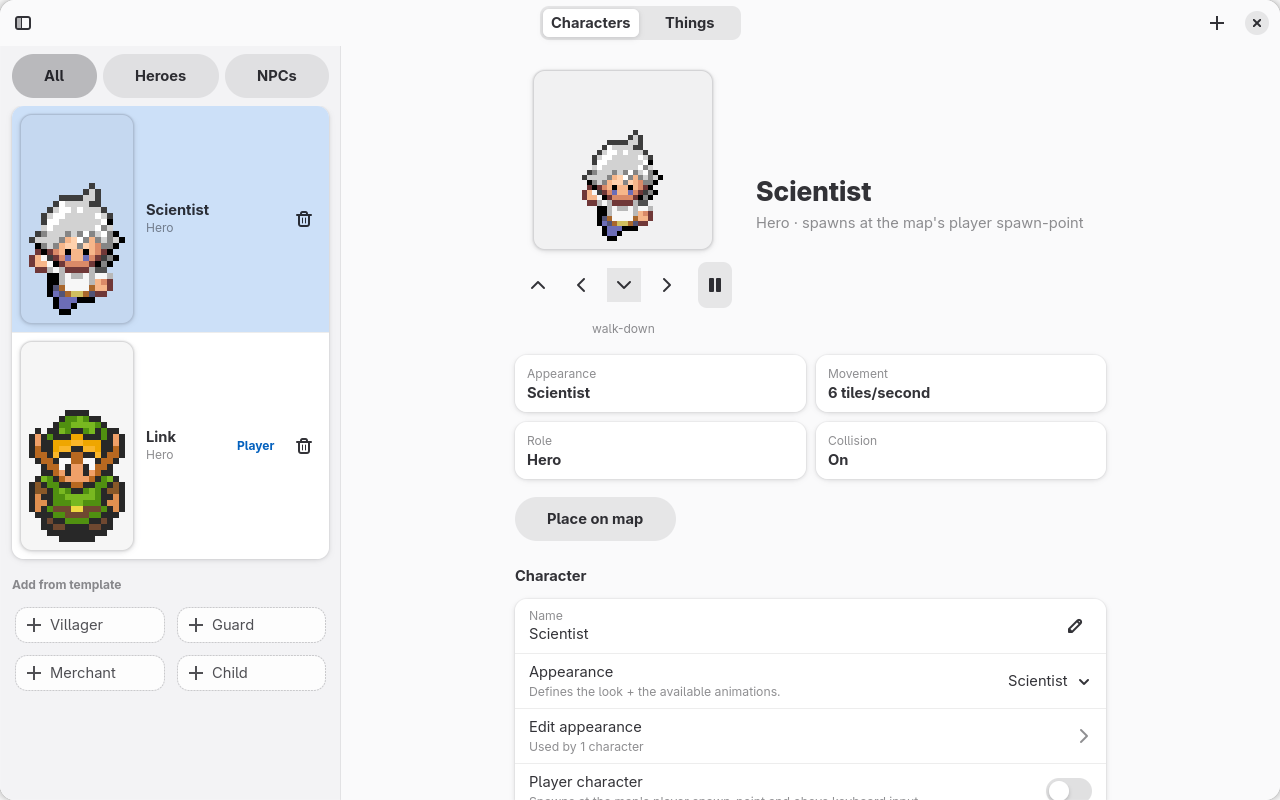 Characters
Things
All
Heroes
NPCs
Scientist
Hero
Link
Hero
Player
Add from template
Villager
Guard
Merchant
Child
Scientist
Hero · spawns at the map's player spawn-point
walk-down
Appearance
Scientist
Movement
6 tiles/second
Role
Hero
Collision
On
Place on map
Character
Name
Scientist
Appearance
Defines the look + the available animations.
Scientist
Edit appearance
Used by 1 character
Player character